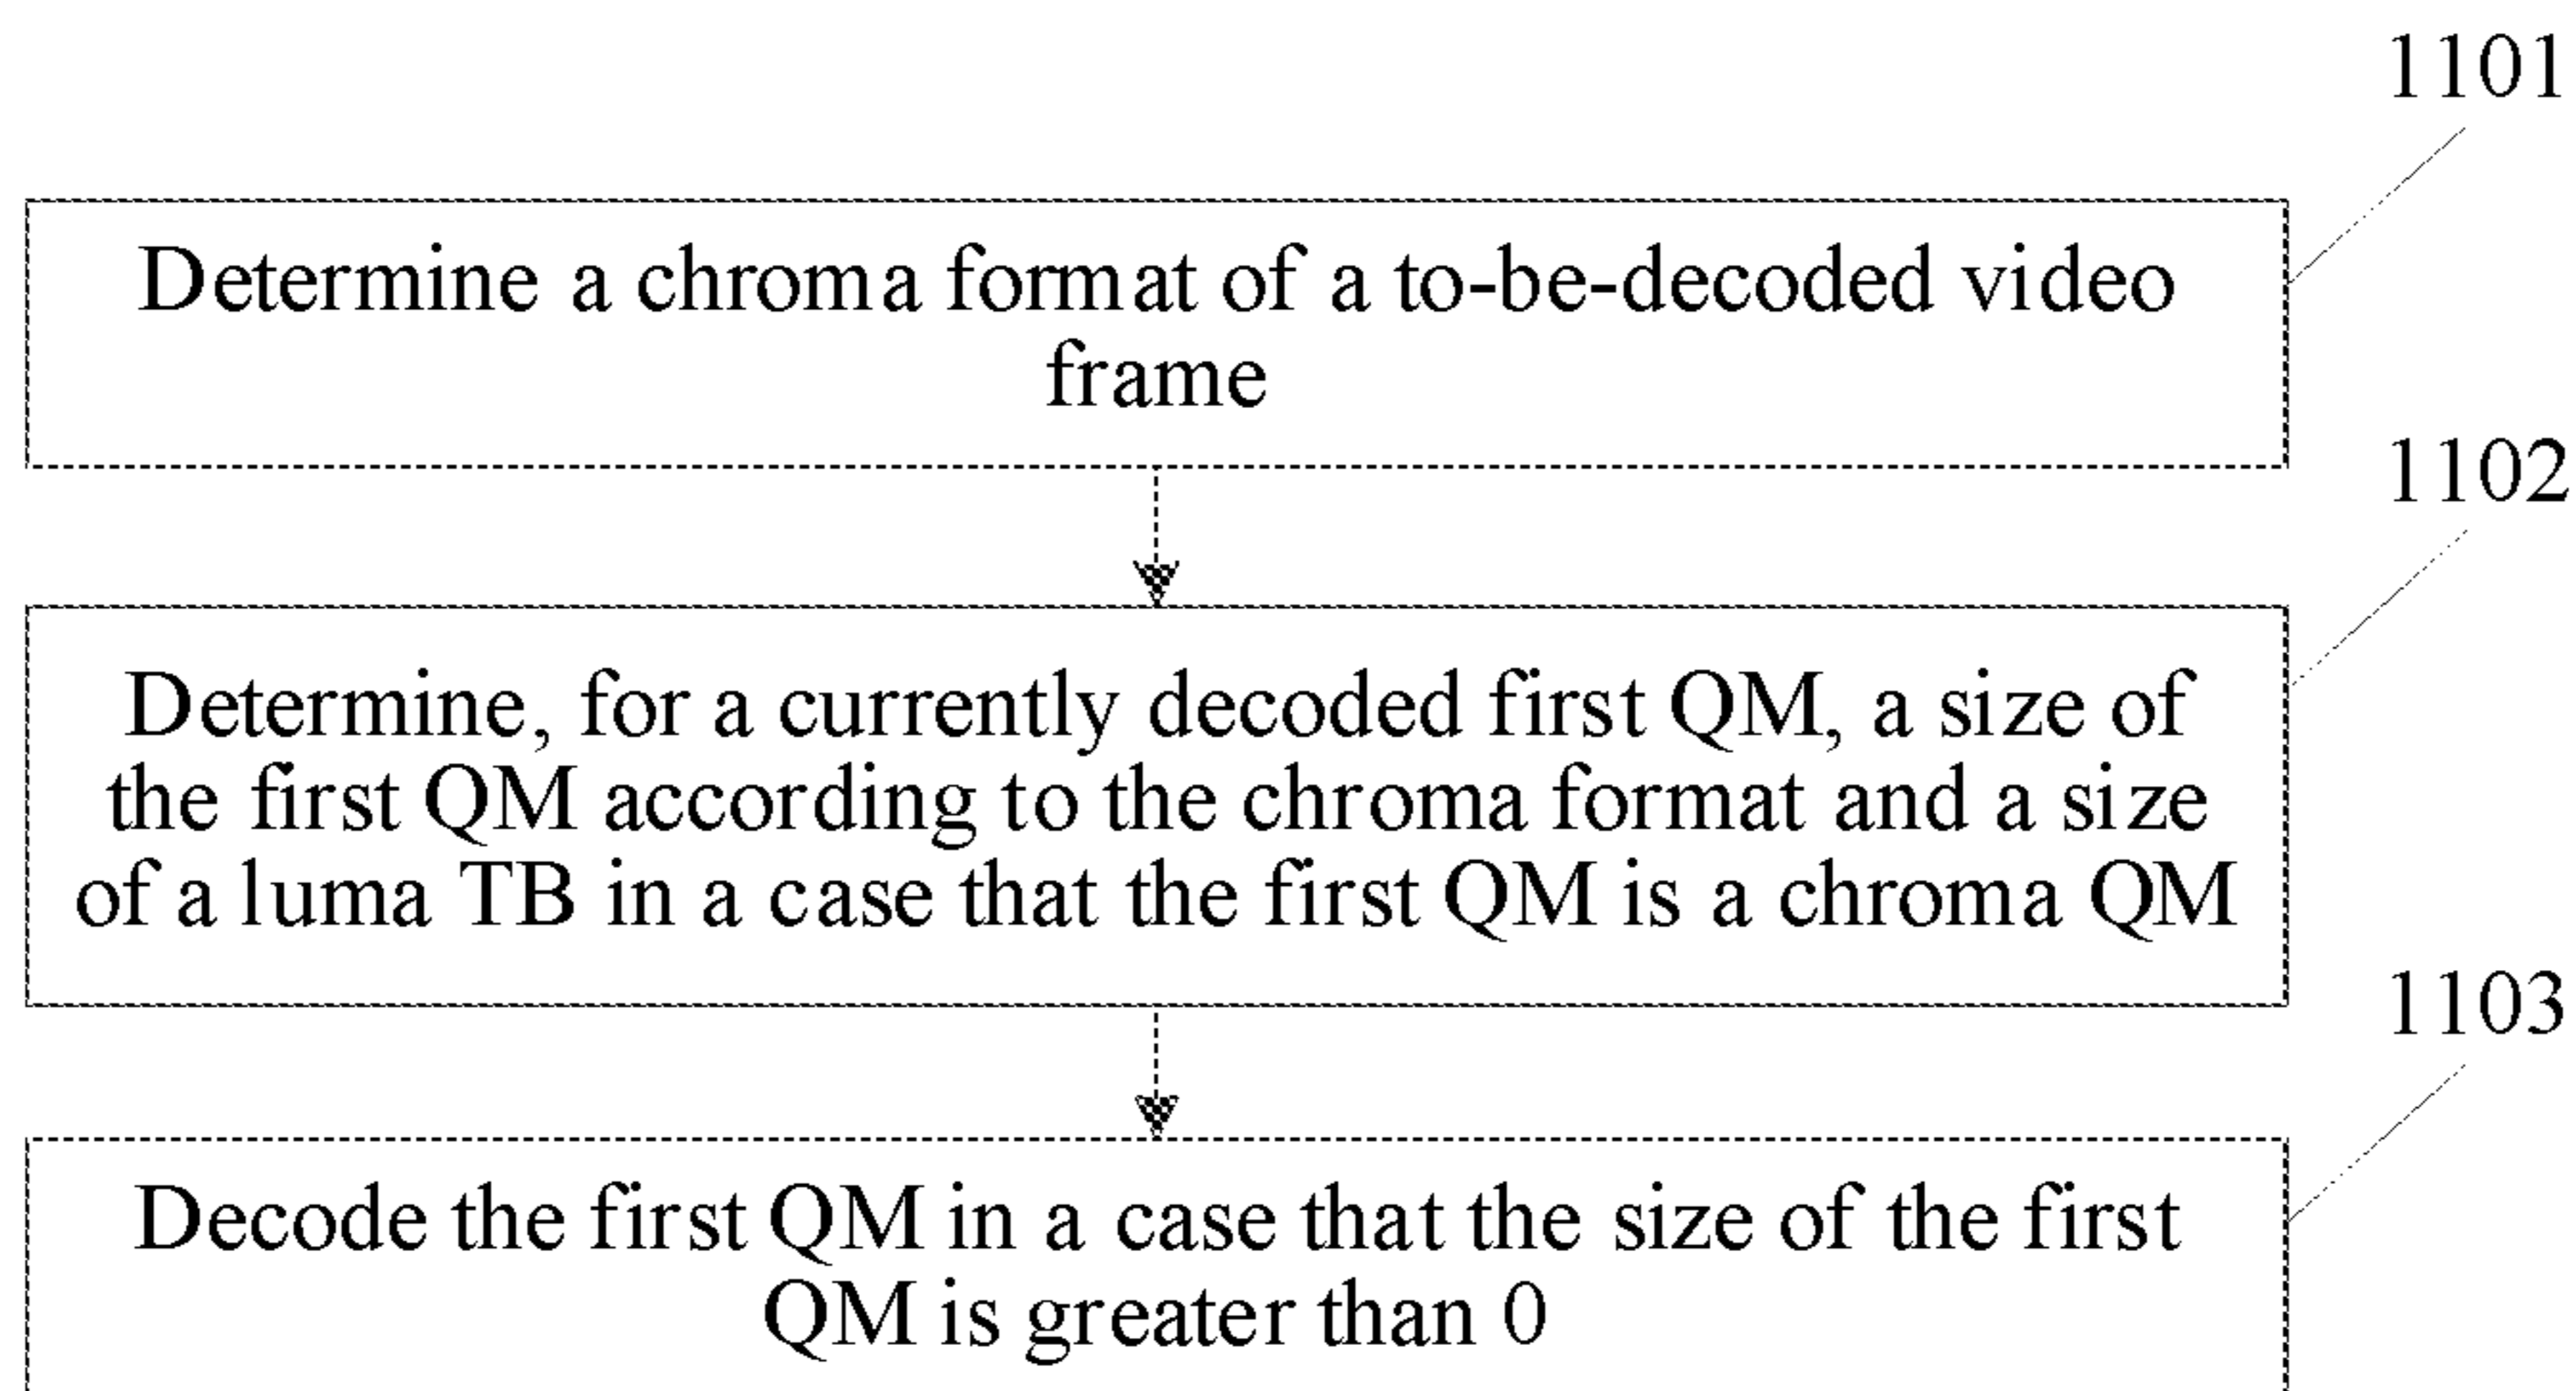 1101
Determine a chroma format of a to-be-decoded video
frame
1102
Determine, for a currently decoded first QM, a size of
the first QM according to the chroma format and a size
of a luma TB in a case that the first QM is a chroma QM
1103
Decode the first QM in a case that the size of the first
QM is greater than 0